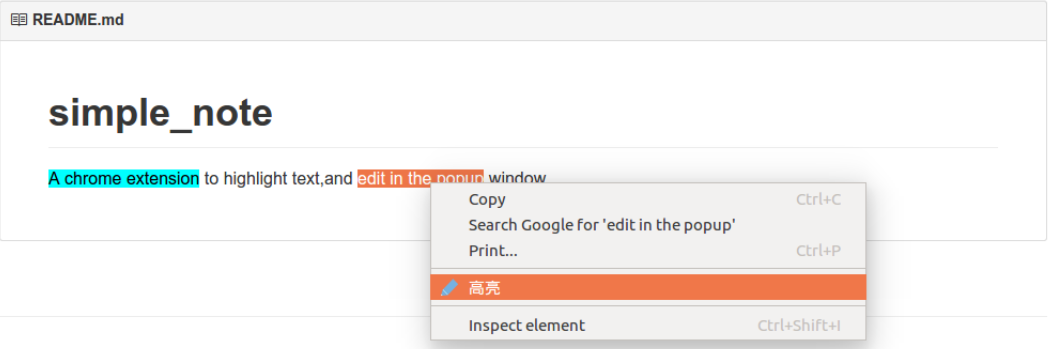 README.md
simple_note
A chrome extension to highlight text,and edit in the popup window
Copy Ctrl+C
Search Google for 'edit in the popup'
Print... Ctrl+P
高亮
Inspect element Ctrl+Shift+I